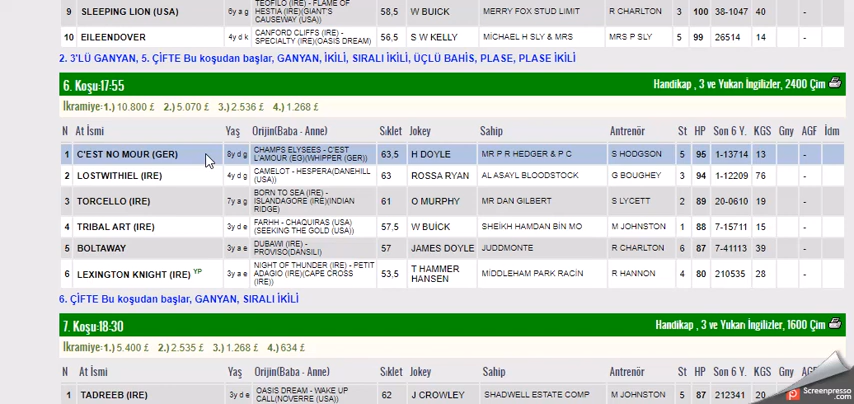 TEOFILO (IRE) - FLAME OF
9 SLEEPING LION (USA) 6y a g HESTIA (IRE)(GIANT'S CAUSEWAY (USA)) 58,5 W BUICK MERRY FOX STUD LIMIT R CHARLTON 3 100 38-1047 40
10 EILEENDOVER 4y d k CANFORD CLIFFS (IRE) - SPECIALTY (IRE)(OASIS DREAM) 56,5 S W KELLY MİCHAEL H SLY & MRS MRS P SLY 5 99 26514 14
2. 3'LÜ GANYAN, 5. ÇİFTE Bu koşudan başlar, GANYAN, İKİLİ, SIRALI İKİLİ, ÜÇLÜ BAHİS, PLASE, PLASE İKİLİ
6. Koşu:17:55 Handikap , 3 ve Yukarı İngilizler, 2400 Çim
İkramiye:1.) 10.800 £ 2.) 5.070 £ 3.) 2.536 £ 4.) 1.268 £
N At İsmi Yaş Orijin(Baba - Anne) Sıklet Jokey Sahip Antrenör St HP Son 6 Y. KGS Gny AGF İdm
1 C'EST NO MOUR (GER) 8y d g CHAMPS ELYSEES - C'EST L'AMOUR (EG)(WHIPPER (GER)) 63,5 H DOYLE MR P R HEDGER & P C S HODGSON 5 95 1-13714 13
2 LOSTWITHIEL (IRE) 4y d g CAMELOT - HESPERA(DANEHILL (USA)) 63 ROSSA RYAN AL ASAYL BLOODSTOCK G BOUGHEY 3 94 1-12209 76
3 TORCELLO (IRE) 7y a g BORN TO SEA (IRE) - ISLANDAGORE (IRE)(INDIAN RIDGE) 61 O MURPHY MR DAN GILBERT S LYCETT 2 89 20-0610 19
4 TRIBAL ART (IRE) 3y d e FARHH - CHAQUIRAS (USA)(SEEKING THE GOLD (USA)) 57,5 W BUİCK SHEİKH HAMDAN BİN MO M JOHNSTON 1 88 7-15711 15
5 BOLTAWAY 3y a e DUBAWI (IRE) - PROVISO(DANSILI) 57 JAMES DOYLE JUDDMONTE R CHARLTON 6 87 7-41113 39
6 LEXINGTON KNIGHT (IRE) YP 3y a e NIGHT OF THUNDER (IRE) - PETIT ADAGIO (IRE)(CAPE CROSS (IRE)) 53,5 T HAMMER HANSEN MİDDLEHAM PARK RACİN R HANNON 4 80 210535 28
6. ÇİFTE Bu koşudan başlar, GANYAN, SIRALI İKİLİ
7. Koşu:18:30 Handikap , 3 ve Yukarı İngilizler, 1600 Çim
İkramiye:1.) 5.400 £ 2.) 2.535 £ 3.) 1.268 £ 4.) 634 £
N At İsmi Yaş Orijin(Baba - Anne) Sıklet Jokey Sahip Antrenör St HP Son 6 Y. KGS Gny AGF
1 TADREEB (IRE) 3y d e OASIS DREAM - WAKE UP CALL(NOVERRE (USA)) 62 J CROWLEY SHADWELL ESTATE COMP M JOHNSTON 5 87 212341 20
Screenpresso
.com